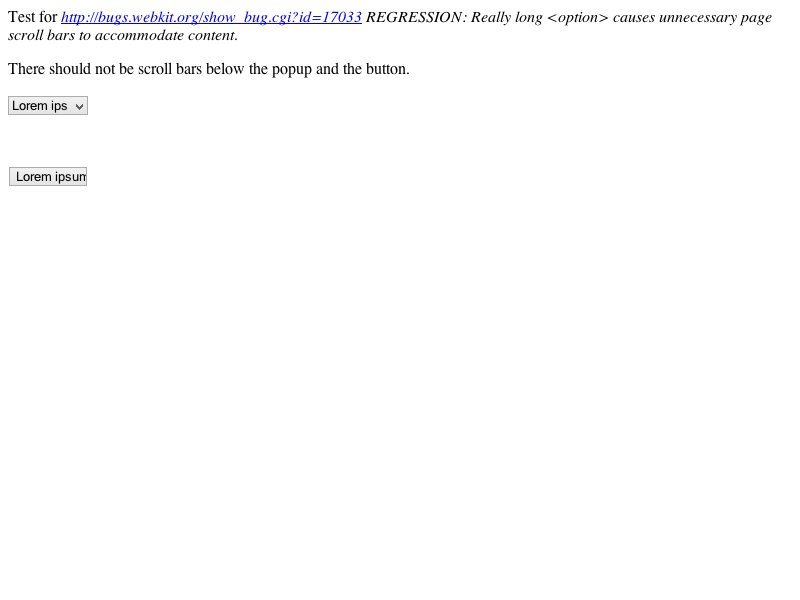 Test for http://bugs.webkit.org/show_bug.cgi?id=17033 REGRESSION: Really long <option> causes unnecessary page
scroll bars to accommodate content.
There should not be scroll bars below the popup and the button.
Lorem ips
Lorem ipsum